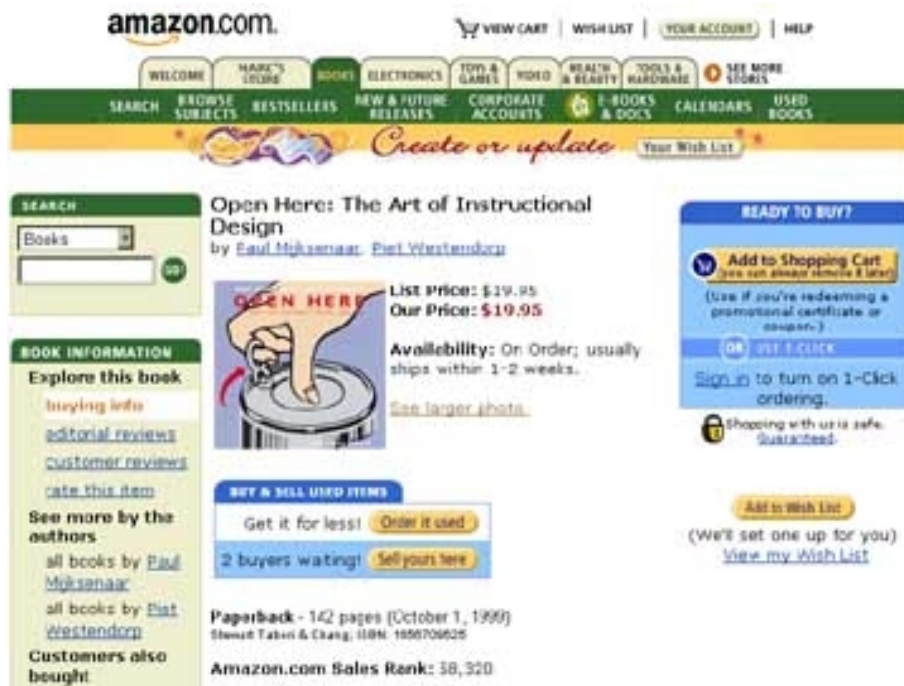 amazon.com.
VIEW CART | WISH LIST | YOUR ACCOUNT | HELP
WELCOME
STORE
BOOKS
ELECTRONICS
TOYS & GAMES
VIDEO
HEALTH & BEAUTY
TOOLS & HARDWARE
SEE MORE STORES
SEARCH
BROWSE SUBJECTS
BESTSELLERS
NEW & FUTURE RELEASES
CORPORATE ACCOUNTS
E-BOOKS & DOCS
CALENDARS
USED BOOKS
Create or update
Your Wish List
SEARCH
Books
GO!
BOOK INFORMATION
Explore this book
buying info
editorial reviews
customer reviews
rate this item
See more by the
authors
all books by Paul
Mijksenaar
all books by Piet
Westendorp
Customers also
bought
Open Here: The Art of Instructional
Design
by Paul Mijksenaar, Piet Westendorp
OPEN HERE
List Price: $19.95
Our Price: $19.95
Availability: On Order; usually
ships within 1-2 weeks.
See larger photo
BUY & SELL USED ITEMS
Get it for less! Order it used
2 buyers wating! Sell yours here
Paperback - 142 pages (October 1, 1999)
Stewart Tabori & Chang; ISBN:
Amazon.com Sales Rank: 58,320
READY TO BUY?
Add to Shopping Cart
(you can always remove it later)
(Use if you're redeeming a
promotional certificate or
coupon.)
OR USE 1-CLICK
Sign in to turn on 1-Click
ordering.
Shopping with us is safe.
Guaranteed.
Add to Wish List
(We'll set one up for you)
View my Wish List